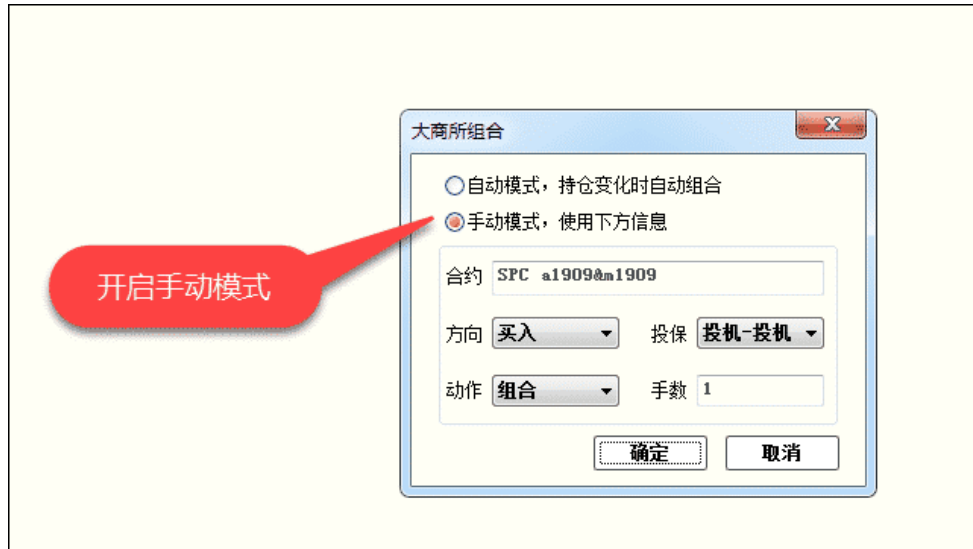 大商所组合
自动模式，持仓变化时自动组合
手动模式，使用下方信息
开启手动模式
合约 SPC a1909&m1909
方向 买入 投保 投机-投机
动作 组合 手数 1
确定 取消